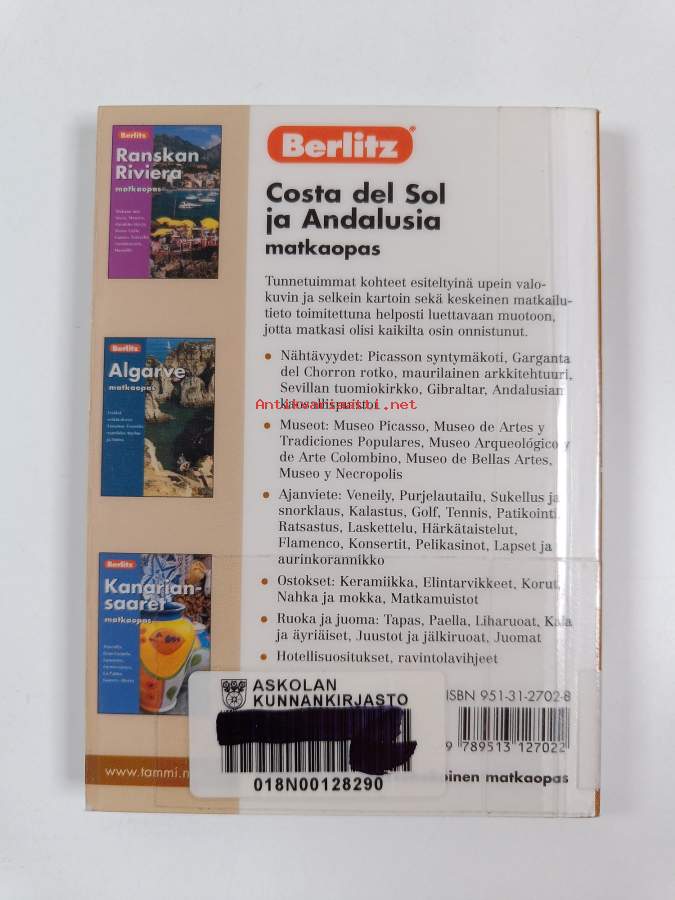 Berlitz
Ranskan
Riviera
matkaopas
Berlitz
Algarve
matkaopas
Berlitz
Kanarian-
saaret
matkaopas
www.tammi.n
Berlitz®
Costa del Sol
ja Andalusia
matkaopas
Tunnetuimmat kohteet esiteltyinä upein valo-
kuvin ja selkein kartoin sekä keskeinen matkailu-
tieto toimitettuna helposti luettavaan muotoon,
jotta matkasi olisi kaikilta osin onnistunut.
• Nähtävyydet: Picasson syntymäkoti, Garganta
del Chorron rotko, maurilainen arkkitehtuuri,
Sevillan tuomiokirkko, Gibraltar, Andalusian
Antikvariaatti.net
• Museot: Museo Picasso, Museo de Artes y
Tradiciones Populares, Museo Arqueológico y
de Arte Colombino, Museo de Bellas Artes,
Museo y Necropolis
• Ajanviete: Veneily, Purjelautailu, Sukellus ja
snorklaus, Kalastus, Golf, Tennis, Patikointi,
Ratsastus, Laskettelu, Härkätaistelut,
Flamenco, Konsertit, Pelikasinot, Lapset ja
aurinkorannikko
• Ostokset: Keramiikka, Elintarvikkeet, Korut,
Nahka ja mokka, Matkamuistot
• Ruoka ja juoma: Tapas, Paella, Liharuoat, Kala
ja äyriäiset, Juustot ja jälkiruoat, Juomat
• Hotellisuositukset, ravintolavihjeet
ISBN 951-31-2702-8
9 789513 127022
oinen matkaopas
ASKOLAN
KUNNANKIRJASTO
018N00128290